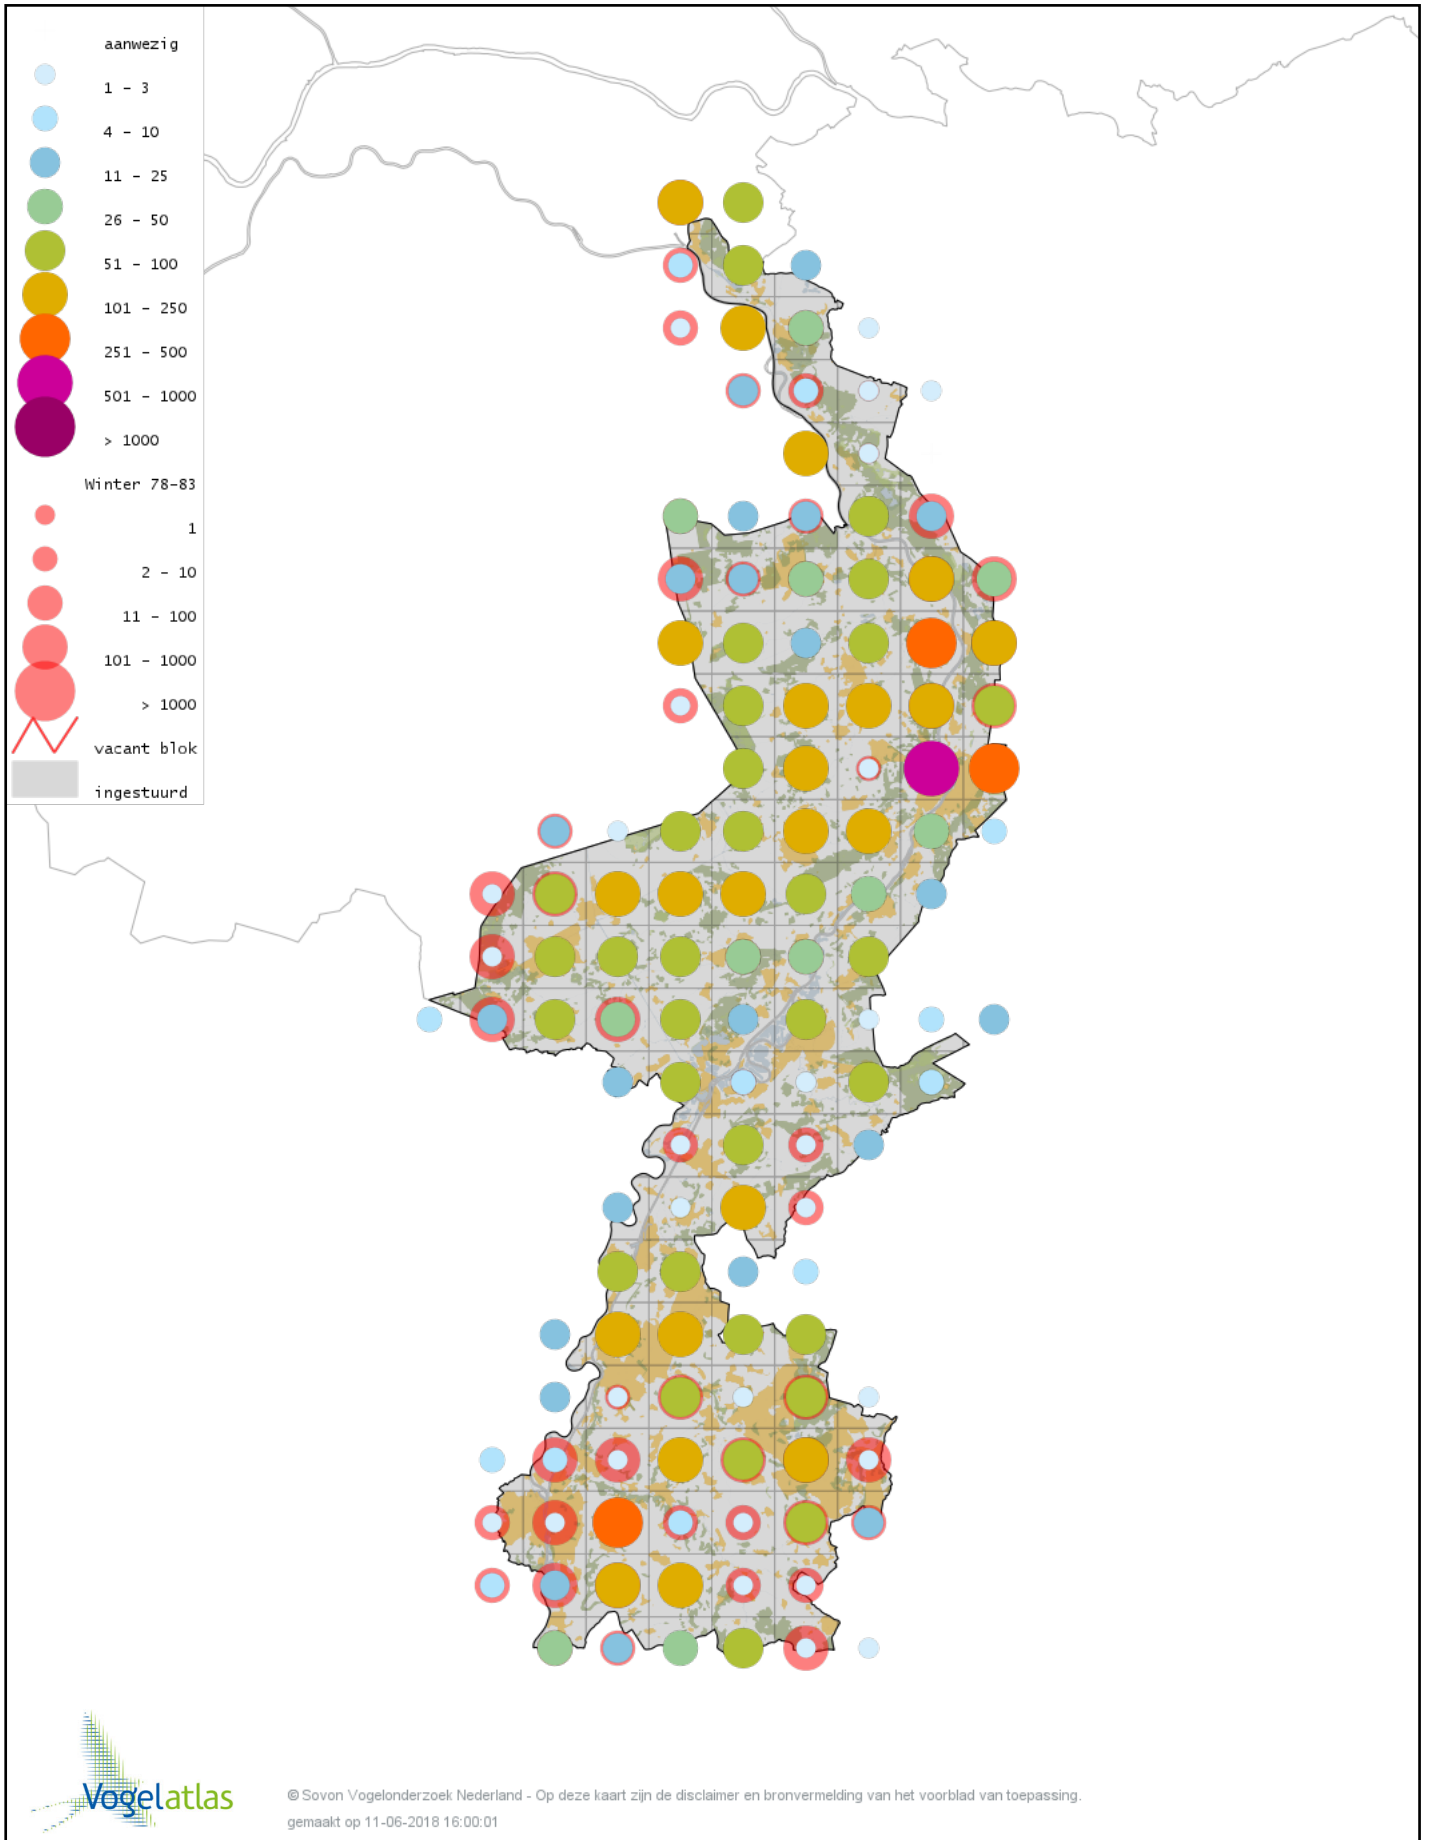 aanwezig
1 - 3
4 - 10
11 - 25
26 - 50
51 - 100
101 - 250
251 - 500
501 - 1000
> 1000
Winter 78-83
1
2 - 10
11 - 100
101 - 1000
> 1000
vacant blok
ingestuurd
Vogelatlas
© Sovon Vogelonderzoek Nederland - Op deze kaart zijn de disclaimer en bronvermelding van het voorblad van toepassing.
gemaakt op 11-06-2018 16:00:01